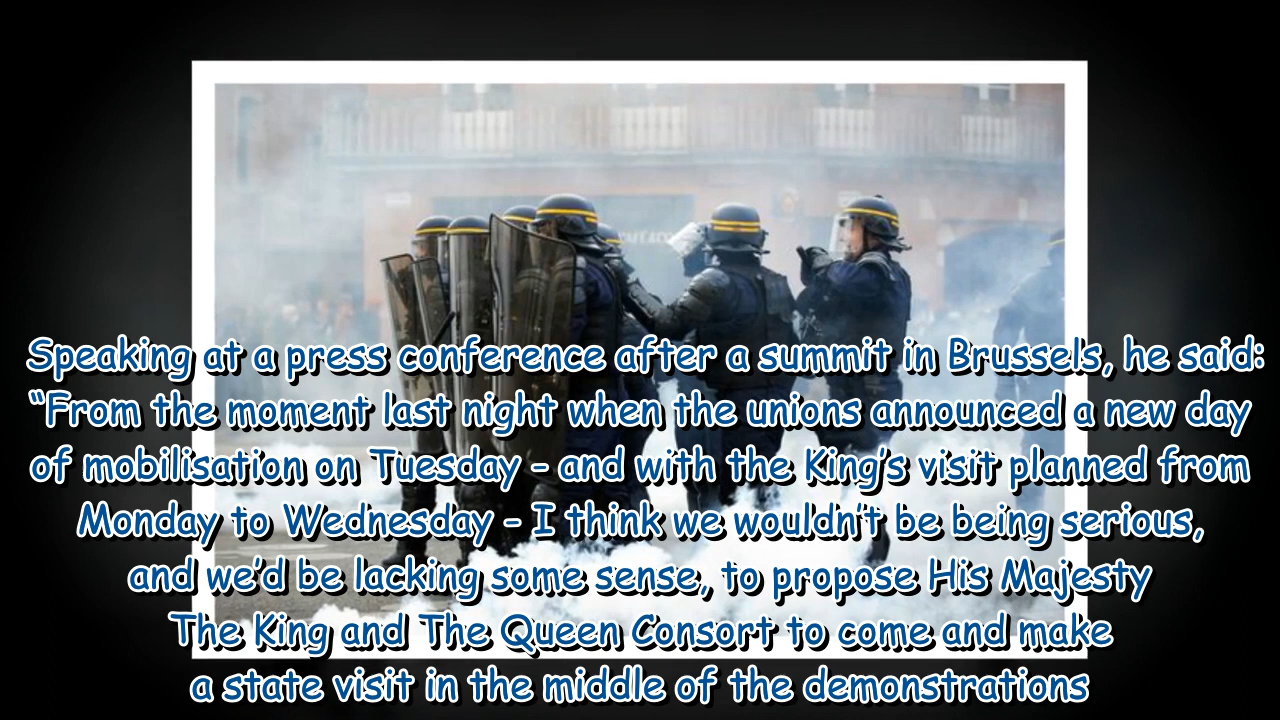 Speaking at a press conference after a summit in Brussels, he said:
“From the moment last night when the unions announced a new day
of mobilisation on Tuesday - and with the King’s visit planned from
Monday to Wednesday - I think we wouldn’t be being serious,
and we’d be lacking some sense, to propose His Majesty
The King and The Queen Consort to come and make
a state visit in the middle of the demonstrations